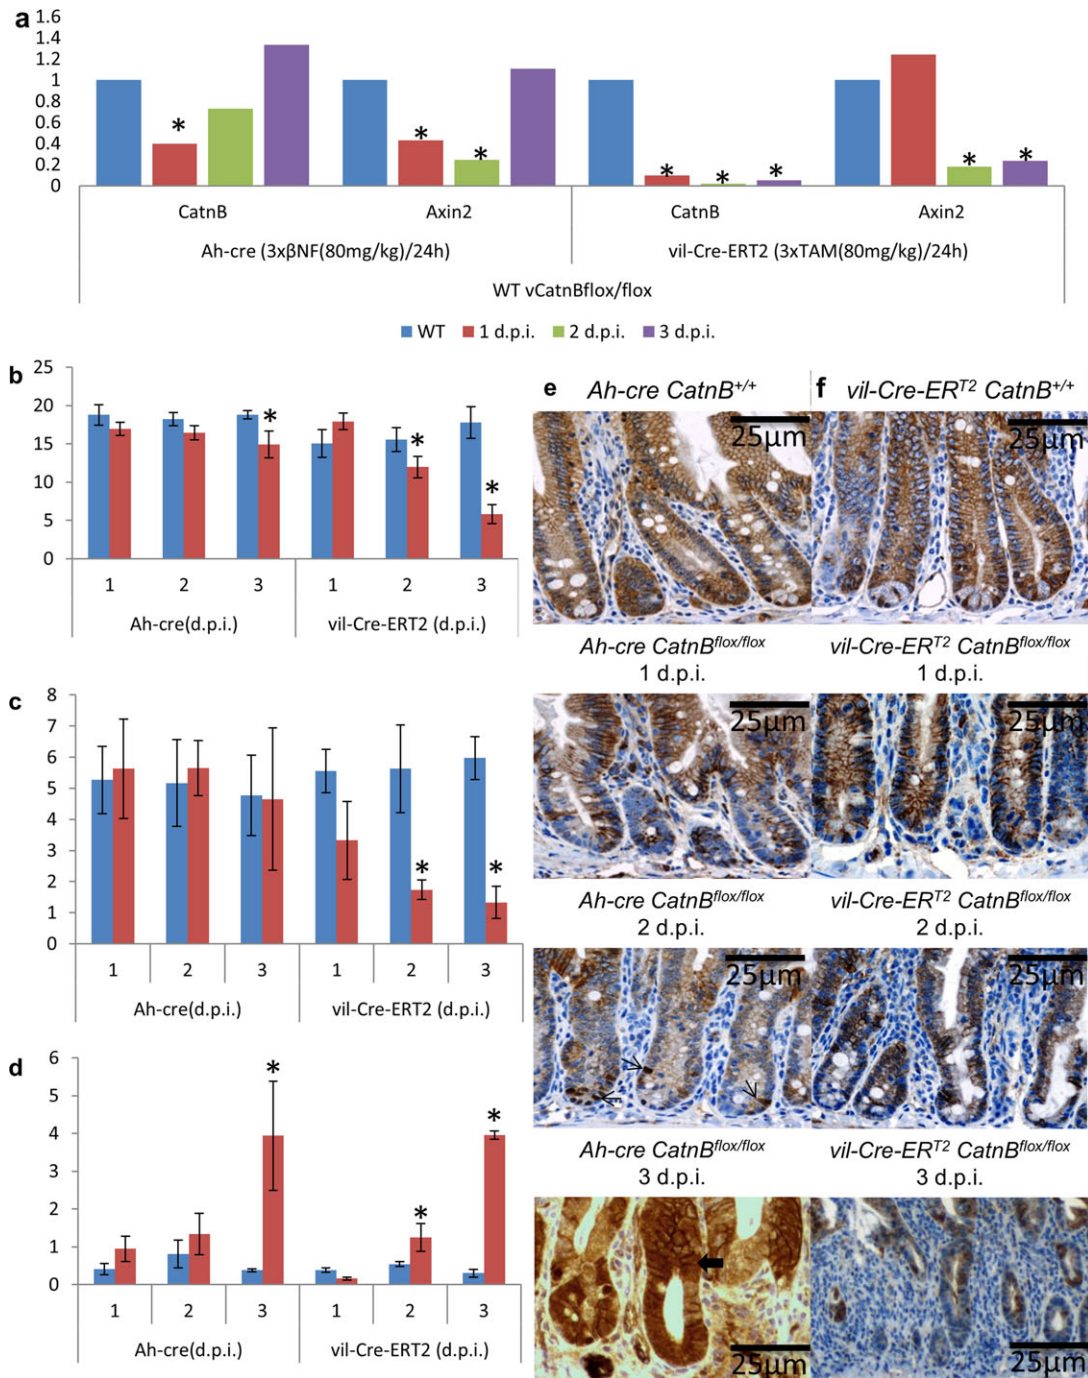 a
1.6
1.4
1.2
1
0.8
0.6
0.4
0.2
0
* * * * * * * *
CatnB Axin2 CatnB Axin2
Ah-cre (3xβNF(80mg/kg)/24h) vil-Cre-ERT2 (3xTAM(80mg/kg)/24h)
WT vCatnBflox/flox
WT 1 d.p.i. 2 d.p.i. 3 d.p.i.
b
25
20
15
10
5
0
* * *
1 2 3 1 2 3
Ah-cre(d.p.i.) vil-Cre-ERT2 (d.p.i.)
c
8
7
6
5
4
3
2
1
0
* *
1 2 3 1 2 3
Ah-cre(d.p.i.) vil-Cre-ERT2 (d.p.i.)
d
6
5
4
3
2
1
0
* * *
1 2 3 1 2 3
Ah-cre(d.p.i.) vil-Cre-ERT2 (d.p.i.)
e Ah-cre CatnB+/+ f vil-Cre-ERT2 CatnB+/+
25µm 25µm
Ah-cre CatnBflox/flox vil-Cre-ERT2 CatnBflox/flox
1 d.p.i. 1 d.p.i.
25µm 25µm
Ah-cre CatnBflox/flox vil-Cre-ERT2 CatnBflox/flox
2 d.p.i. 2 d.p.i.
25µm 25µm
Ah-cre CatnBflox/flox vil-Cre-ERT2 CatnBflox/flox
3 d.p.i. 3 d.p.i.
25µm 25µm